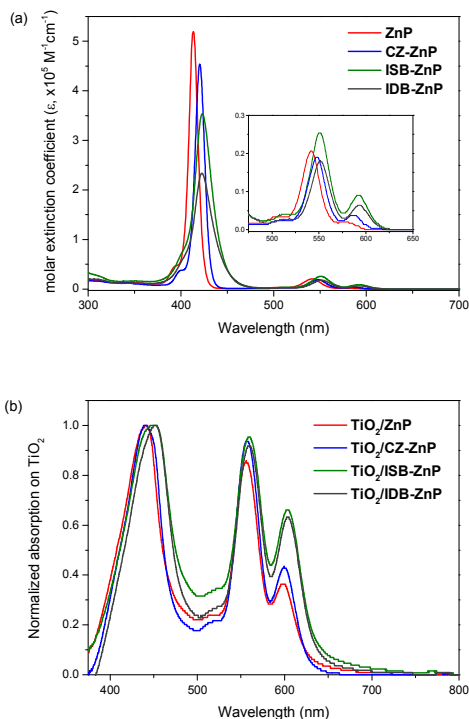 (a)
molar extinction coefficient (ε, x10⁵ M⁻¹cm⁻¹)
6
5
4
3
2
1
0
ZnP
CZ-ZnP
ISB-ZnP
IDB-ZnP
0.3
0.2
0.1
0.0
500 550 600 650
300 400 500 600 700
Wavelength (nm)
(b)
Normalized absorption on TiO₂
1.0
0.8
0.6
0.4
0.2
0.0
TiO₂/ZnP
TiO₂/CZ-ZnP
TiO₂/ISB-ZnP
TiO₂/IDB-ZnP
400 500 600 700 800
Wavelength (nm)